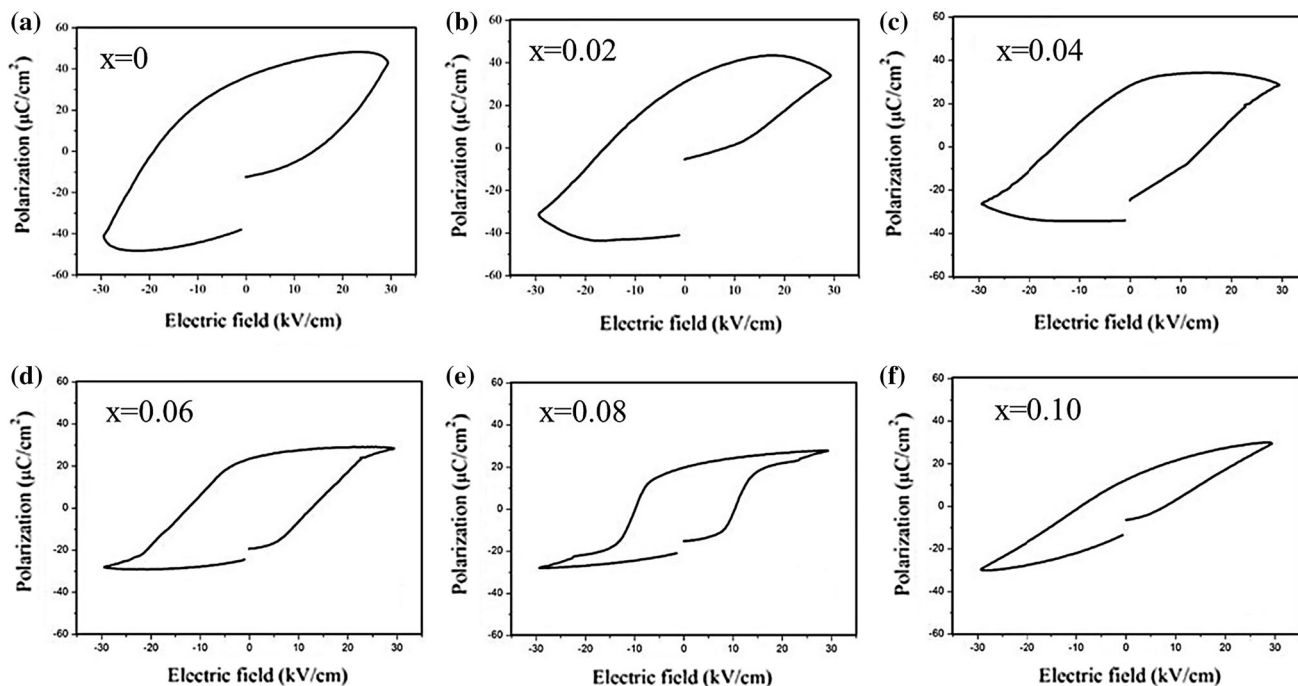 (a)
x=0
60
40
20
0
-20
-40
-60
Polarization (μC/cm²)
-30 -20 -10 0 10 20 30
Electric field (kV/cm)
(b)
x=0.02
60
40
20
0
-20
-40
-60
Polarization (μC/cm²)
-30 -20 -10 0 10 20 30
Electric field (kV/cm)
(c)
x=0.04
60
40
20
0
-20
-40
-60
Polarization (μC/cm²)
-30 -20 -10 0 10 20 30
Electric field (kV/cm)
(d)
x=0.06
60
40
20
0
-20
-40
-60
Polarization (μC/cm²)
-30 -20 -10 0 10 20 30
Electric field (kV/cm)
(e)
x=0.08
60
40
20
0
-20
-40
-60
Polarization (μC/cm²)
-30 -20 -10 0 10 20 30
Electric field (kV/cm)
(f)
x=0.10
60
40
20
0
-20
-40
-60
Polarization (μC/cm²)
-30 -20 -10 0 10 20 30
Electric field (kV/cm)